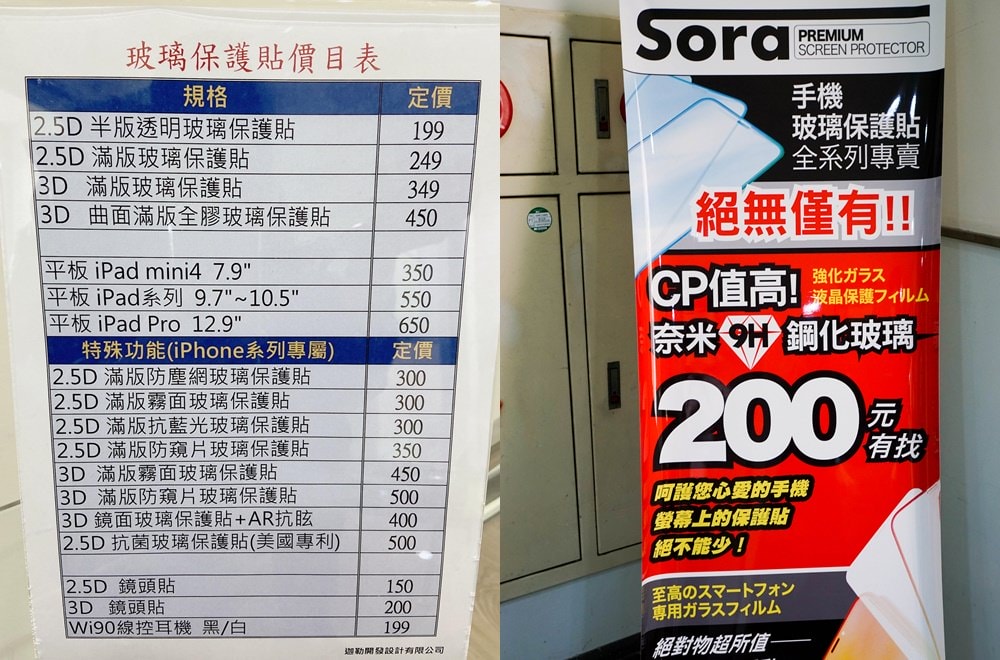 玻璃保護貼價目表
規格 定價
2.5D 半版透明玻璃保護貼 199
2.5D 滿版玻璃保護貼 249
3D 滿版玻璃保護貼 349
3D 曲面滿版全膠玻璃保護貼 450
平板 iPad mini4 7.9" 350
平板 iPad系列 9.7"~10.5" 550
平板 iPad Pro 12.9" 650
特殊功能(iPhone系列專屬) 定價
2.5D 滿版防塵網玻璃保護貼 300
2.5D 滿版霧面玻璃保護貼 300
2.5D 滿版抗藍光玻璃保護貼 300
2.5D 滿版防窺片玻璃保護貼 350
3D 滿版霧面玻璃保護貼 450
3D 滿版防窺片玻璃保護貼 500
3D 鏡面玻璃保護貼+AR抗眩 400
2.5D 抗菌玻璃保護貼(美國專利) 500
2.5D 鏡頭貼 150
3D 鏡頭貼 200
Wi90線控耳機 黑/白 199
迦勒開發設計有限公司
Sora PREMIUM
SCREEN PROTECTOR
手機
玻璃保護貼
全系列專賣
絕無僅有!!
CP值高!
強化ガラス
液晶保護フィルム
奈米 9H 鋼化玻璃
200元
有找
呵護您心愛的手機
螢幕上的保護貼
絕不能少！
至高のスマートフォン
専用ガラスフィルム
絕對物超所值